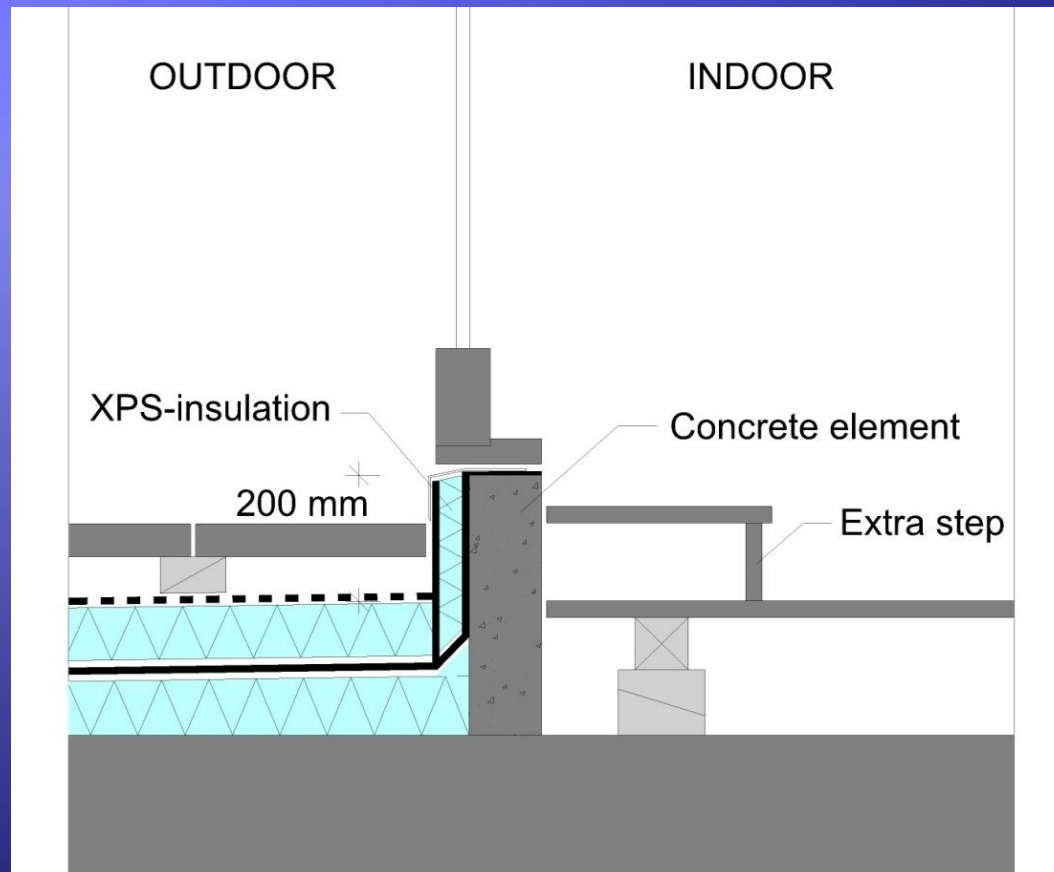 OUTDOOR
INDOOR
XPS-insulation
Concrete element
200 mm
Extra step